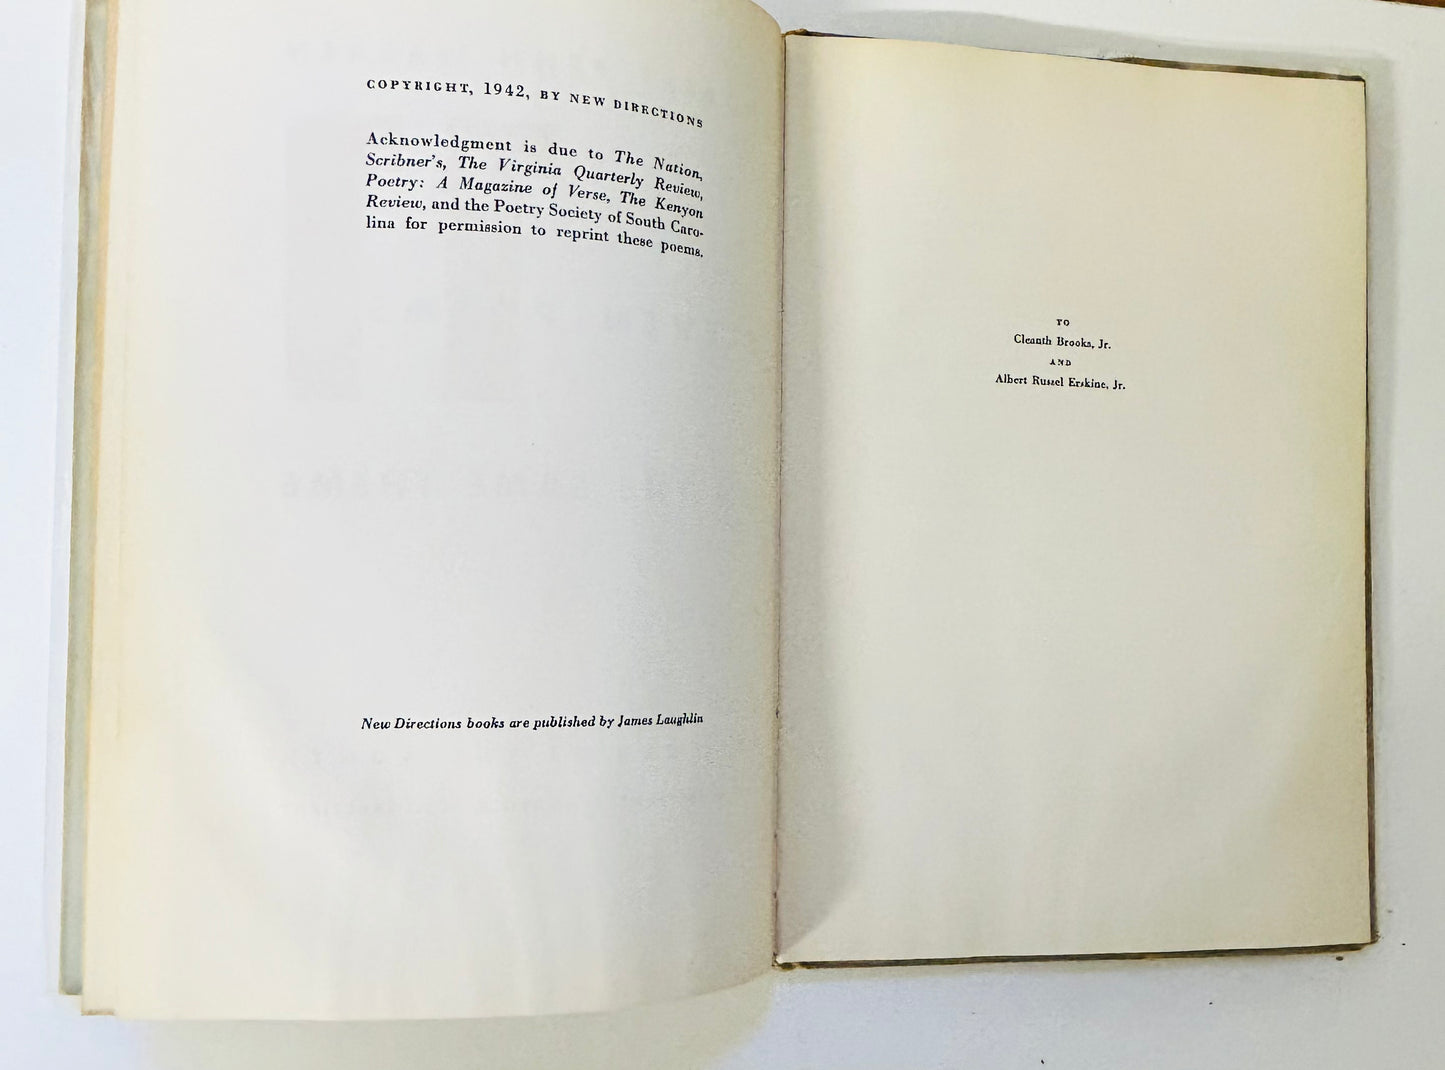 COPYRIGHT, 1942, BY NEW DIRECTIONS
Acknowledgment is due to The Nation,
Scribner's, The Virginia Quarterly Review,
Poetry: A Magazine of Verse, The Kenyon
Review, and the Poetry Society of South Caro-
lina for permission to reprint these poems.
New Directions books are published by James Laughlin
TO
Cleanth Brooks, Jr.
AND
Albert Russel Erskine, Jr.